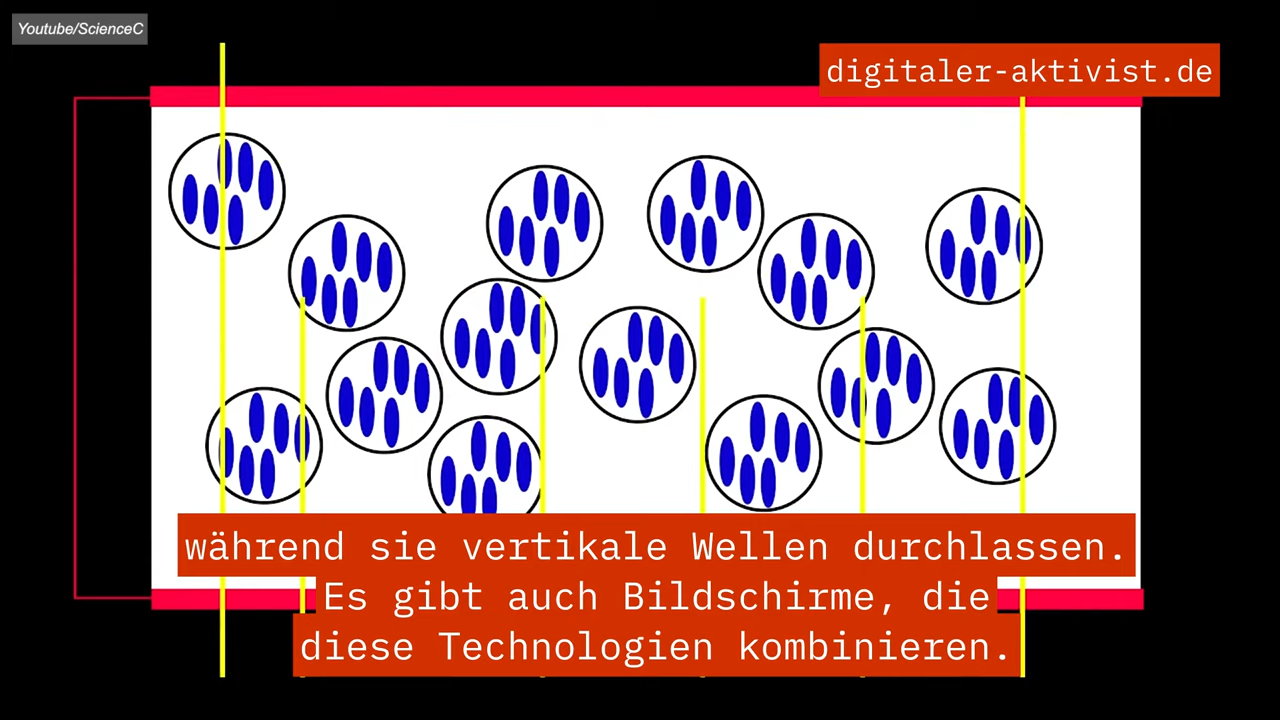 Youtube/ScienceC
digitaler-aktivist.de
während sie vertikale Wellen durchlassen.
Es gibt auch Bildschirme, die
diese Technologien kombinieren.